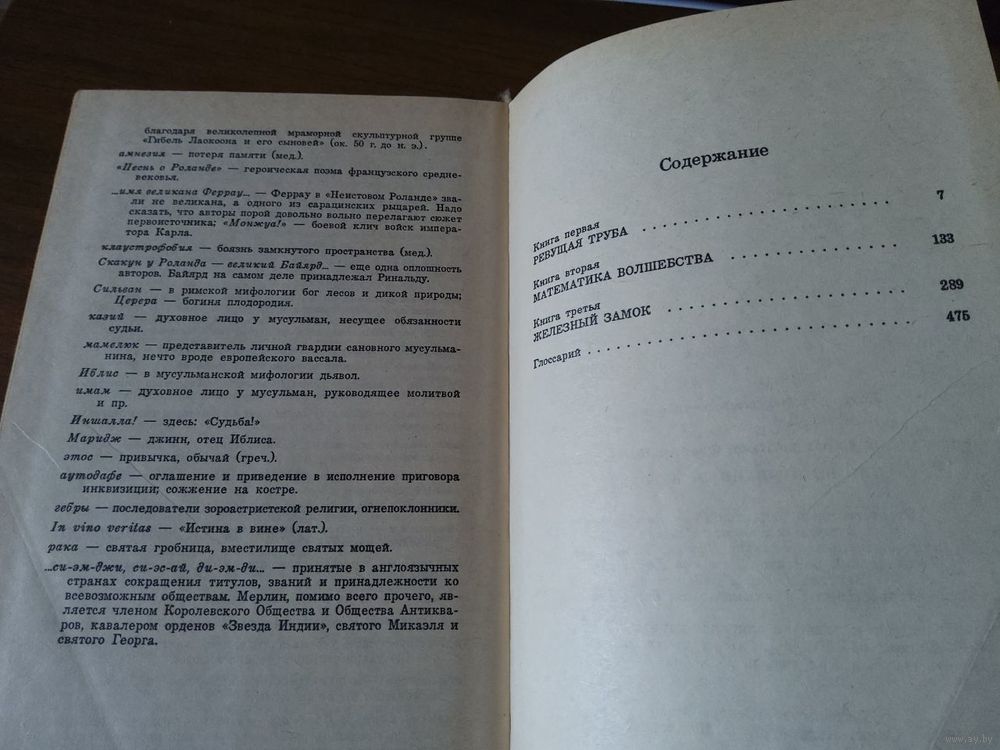 благодаря великолепной мраморной скульптурной группе
«Гибель Лаокоона и его сыновей» (ок. 50 г. до н. э.).
амнезия — потеря памяти (мед.).
«Песнь о Роланде» — героическая поэма французского средне-
вековья.
...имя великана Феррау... — Феррау в «Неистовом Роланде» зва-
ли не великана, а одного из сарацинских рыцарей. Надо
сказать, что авторы порой довольно вольно перелагают сюжет
первоисточника; «Монжуа!» — боевой клич войск импера-
тора Карла.
клаустрофобия — боязнь замкнутого пространства (мед.).
Скакун у Роланда — великий Байярд... — еще одна оплошность
авторов. Байярд на самом деле принадлежал Ринальду.
Сильван — в римской мифологии бог лесов и дикой природы;
Церера — богиня плодородия.
казий — духовное лицо у мусульман, несущее обязанности
судьи.
мамелюк — представитель личной гвардии сановного мусульма-
нина, нечто вроде европейского вассала.
Иблис — в мусульманской мифологии дьявол.
имам — духовное лицо у мусульман, руководящее молитвой
и пр.
Иншалла! — здесь: «Судьба!»
Маридж — джинн, отец Иблиса.
этос — привычка, обычай (греч.).
аутодафе — оглашение и приведение в исполнение приговора
инквизиции; сожжение на костре.
гебры — последователи зороастристской религии, огнепоклонники.
In vino veritas — «Истина в вине» (лат.).
рака — святая гробница, вместилище святых мощей.
...си-эм-джи, си-эс-ай, ди-эм-ди... — принятые в англоязычных
странах сокращения титулов, званий и принадлежности ко
всевозможным обществам. Мерлин, помимо всего прочего, яв-
ляется членом Королевского Общества и Общества Антиква-
ров, кавалером орденов «Звезда Индии», святого Микаэля и
святого Георга.
Содержание
Книга первая
РЕВУЩАЯ ТРУБА . . . . . . . . . . . . . . . . . . . 7
Книга вторая
МАТЕМАТИКА ВОЛШЕБСТВА . . . . . . . . . . . . . 133
Книга третья
ЖЕЛЕЗНЫЙ ЗАМОК . . . . . . . . . . . . . . . . . 289
Глоссарий . . . . . . . . . . . . . . . . . . . . . . . 475
www.ay.by